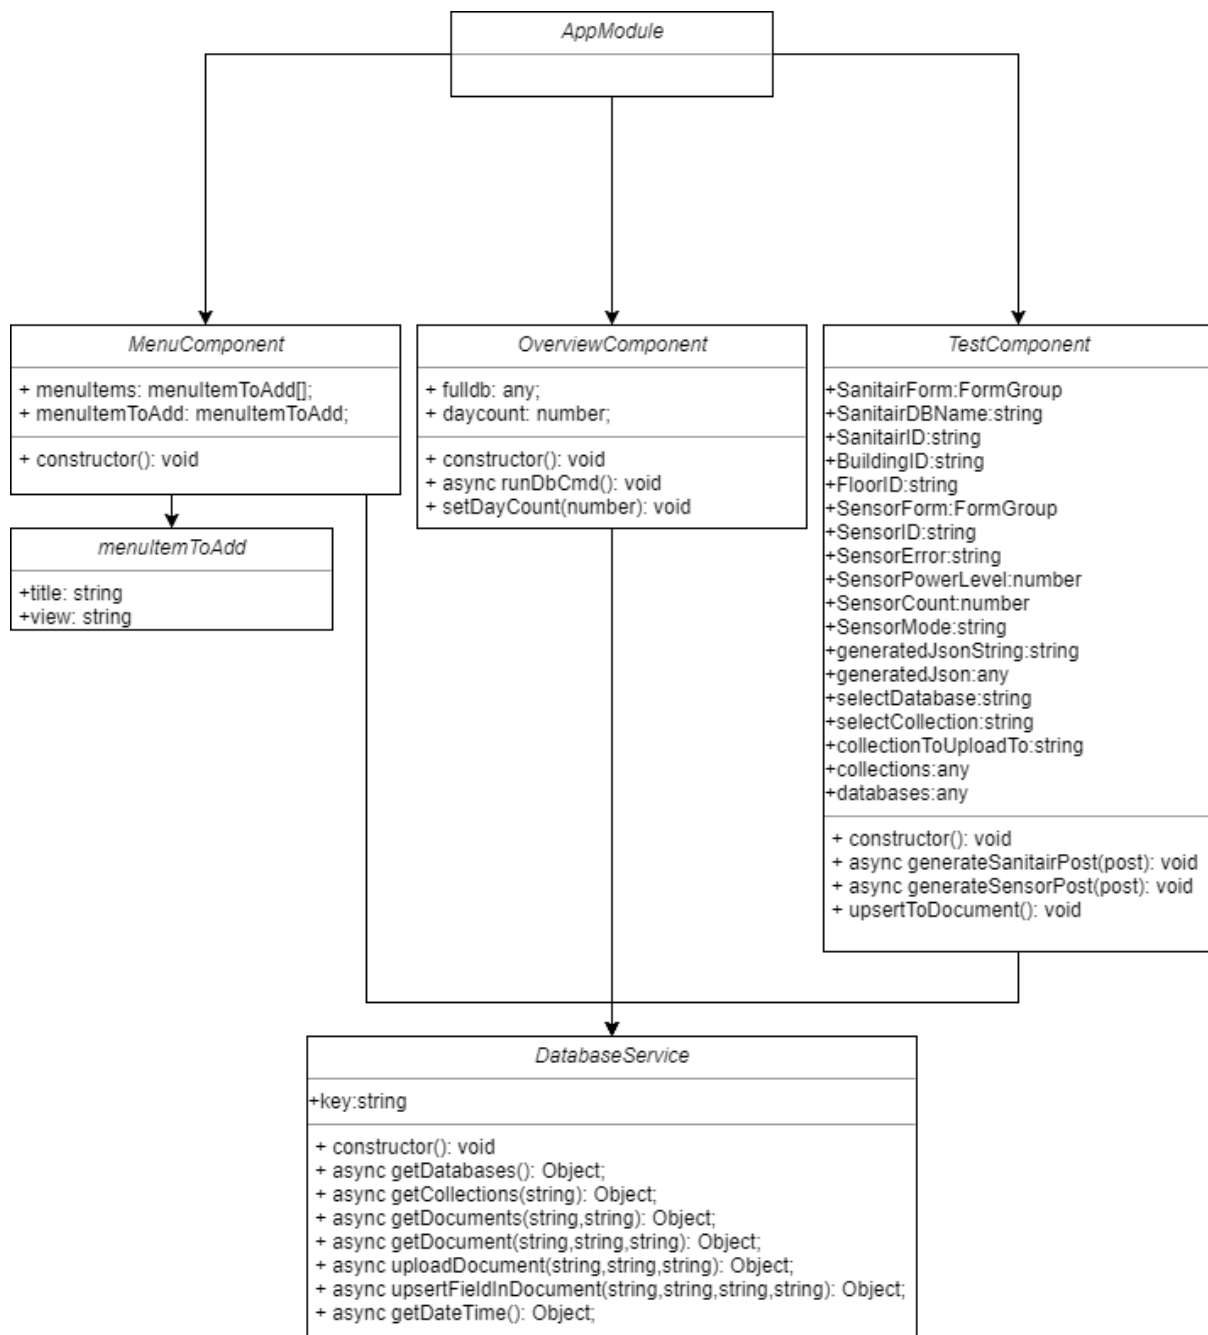 AppModule
MenuComponent
+ menuItems: menuItemToAdd[];
+ menuItemToAdd: menuItemToAdd;
+ constructor(): void
menuItemToAdd
+title: string
+view: string
OverviewComponent
+ fulldb: any;
+ daycount: number;
+ constructor(): void
+ async runDbCmd(): void
+ setDayCount(number): void
TestComponent
+SanitairForm:FormGroup
+SanitairDBName:string
+SanitairID:string
+BuildingID:string
+FloorID:string
+SensorForm:FormGroup
+SensorID:string
+SensorError:string
+SensorPowerLevel:number
+SensorCount:number
+SensorMode:string
+generatedJsonString:string
+generatedJson:any
+selectDatabase:string
+selectCollection:string
+collectionToUploadTo:string
+collections:any
+databases:any
+ constructor(): void
+ async generateSanitairPost(post): void
+ async generateSensorPost(post): void
+ upsertToDocument(): void
DatabaseService
+key:string
+ constructor(): void
+ async getDatabases(): Object;
+ async getCollections(string): Object;
+ async getDocuments(string,string): Object;
+ async getDocument(string,string,string): Object;
+ async uploadDocument(string,string,string): Object;
+ async upsertFieldInDocument(string,string,string,string): Object;
+ async getDateTime(): Object;